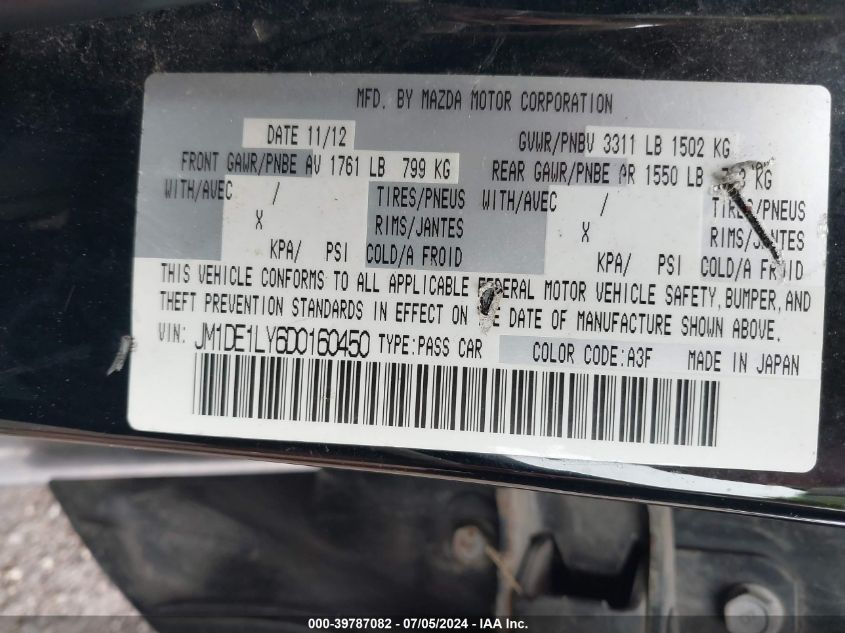 MFD. BY MAZDA MOTOR CORPORATION
DATE 11/12 GVWR/PNBV 3311 LB 1502 KG
FRONT GAWR/PNBE AV 1761 LB 799 KG REAR GAWR/PNBE AR 1550 LB KG
WITH/AVEC / TIRES/PNEUS WITH/AVEC / TIRES/PNEUS
X RIMS/JANTES X RIMS/JANTES
KPA/ PSI COLD/A FROID KPA/ PSI COLD/A FROID
THIS VEHICLE CONFORMS TO ALL APPLICABLE FEDERAL MOTOR VEHICLE SAFETY, BUMPER, AND
THEFT PREVENTION STANDARDS IN EFFECT ON THE DATE OF MANUFACTURE SHOWN ABOVE.
VIN: JM1DE1LY6D0160450 TYPE:PASS CAR COLOR CODE:A3F MADE IN JAPAN
000-39787082 - 07/05/2024 - IAA Inc.